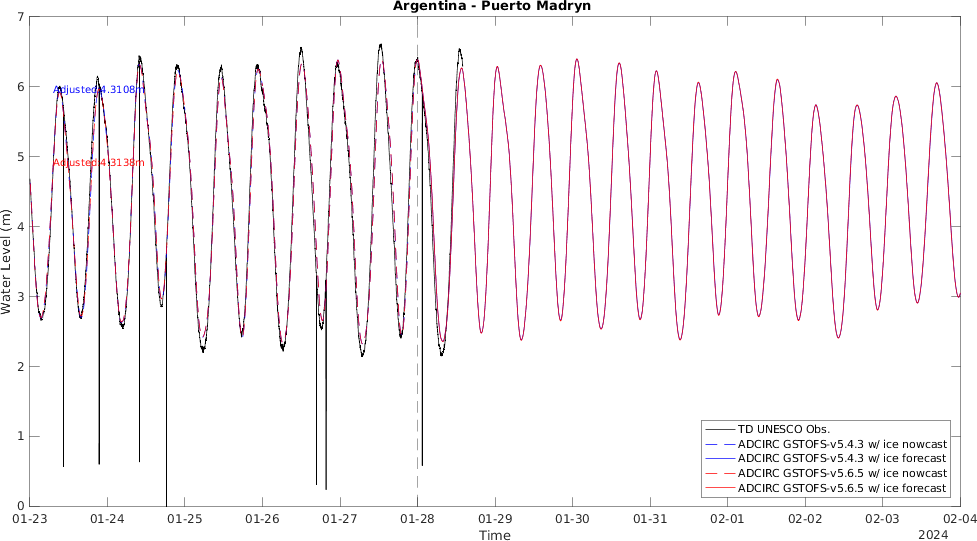 Argentina - Puerto Madryn
7
6
5
4
3
2
1
0
Water Level (m)
Adjusted:4.3108m
Adjusted:4.3138m
TD UNESCO Obs.
ADCIRC GSTOFS-v5.4.3 w/ ice nowcast
ADCIRC GSTOFS-v5.4.3 w/ ice forecast
ADCIRC GSTOFS-v5.6.5 w/ ice nowcast
ADCIRC GSTOFS-v5.6.5 w/ ice forecast
01-23 01-24 01-25 01-26 01-27 01-28 01-29 01-30 01-31 02-01 02-02 02-03 02-04
Time
2024